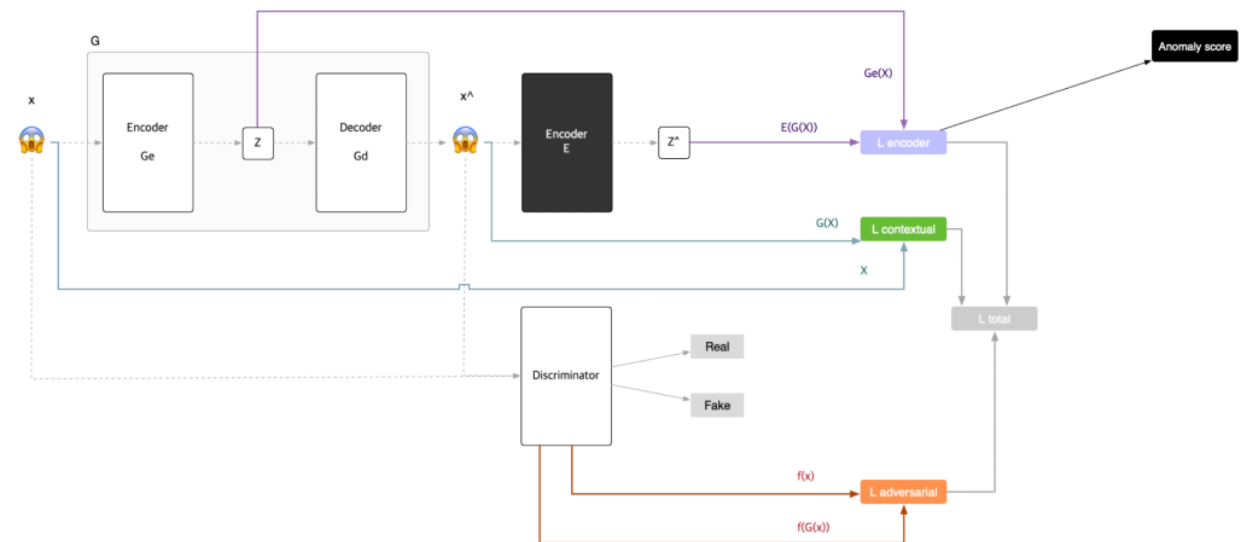 G
Anomaly score
Ge(X)
x
x^
Encoder
Ge
Z
Decoder
Gd
Encoder
E
Z^
E(G(X))
L encoder
G(X)
L contextual
X
L total
Discriminator
Real
Fake
f(x)
L adversarial
f(G(x))